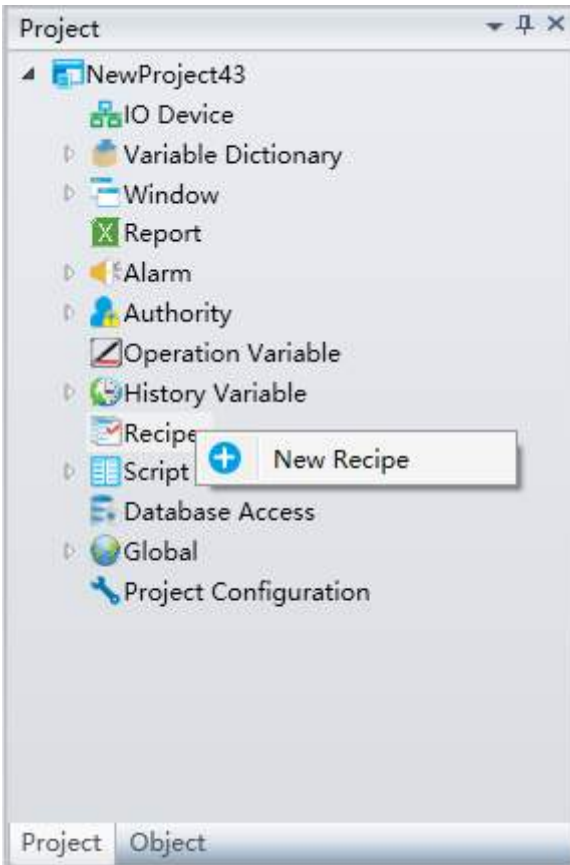 Project
NewProject43
IO Device
Variable Dictionary
Window
Report
Alarm
Authority
Operation Variable
History Variable
Recipe
New Recipe
Script
Database Access
Global
Project Configuration
Project Object